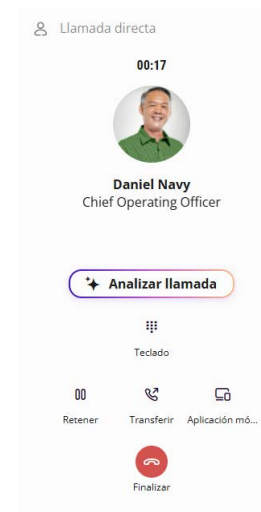 Llamada directa
00:17
Daniel Navy
Chief Operating Officer
Analizar llamada
Teclado
Retener
Transferir
Aplicación mó...
Finalizar